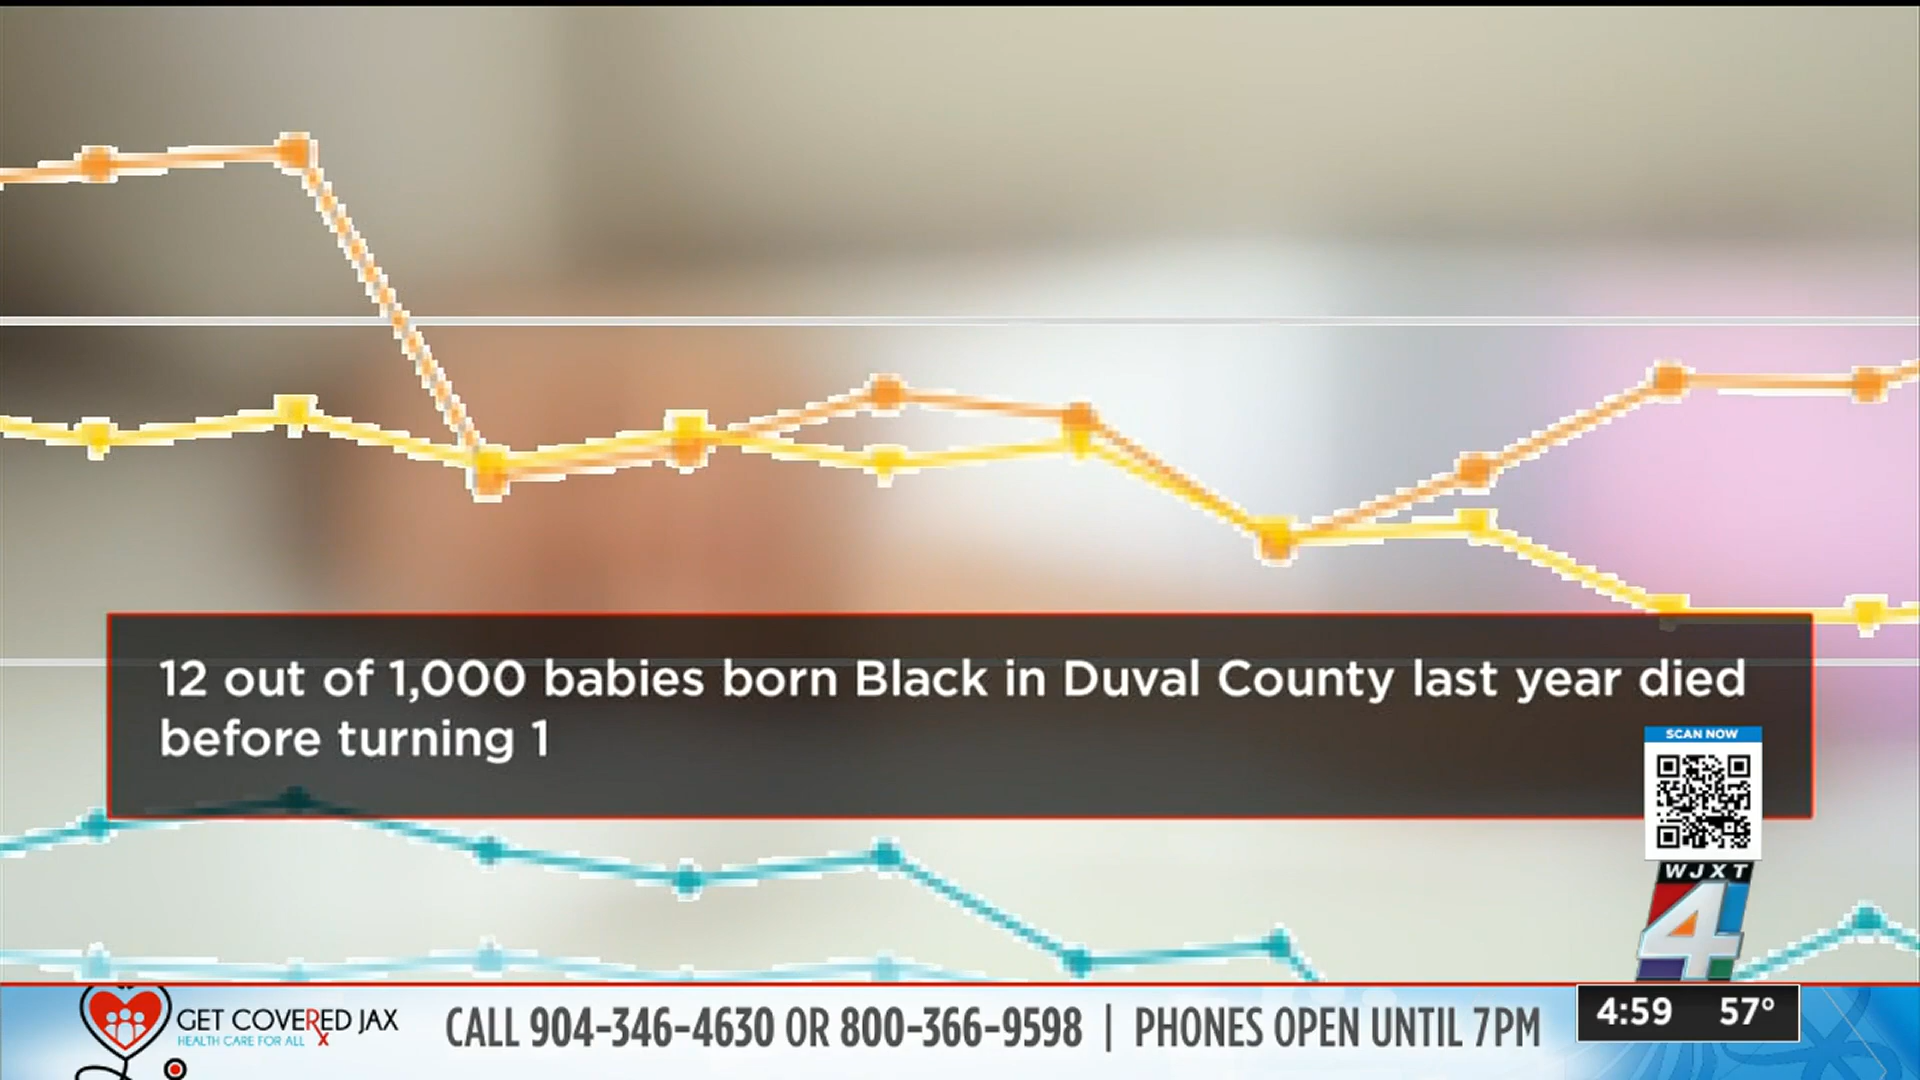 12 out of 1,000 babies born Black in Duval County last year died
before turning 1
SCAN NOW
WJXT
4
GET COVERED JAX
HEALTH CARE FOR ALL
CALL 904-346-4630 OR 800-366-9598 | PHONES OPEN UNTIL 7PM
4:59 57°